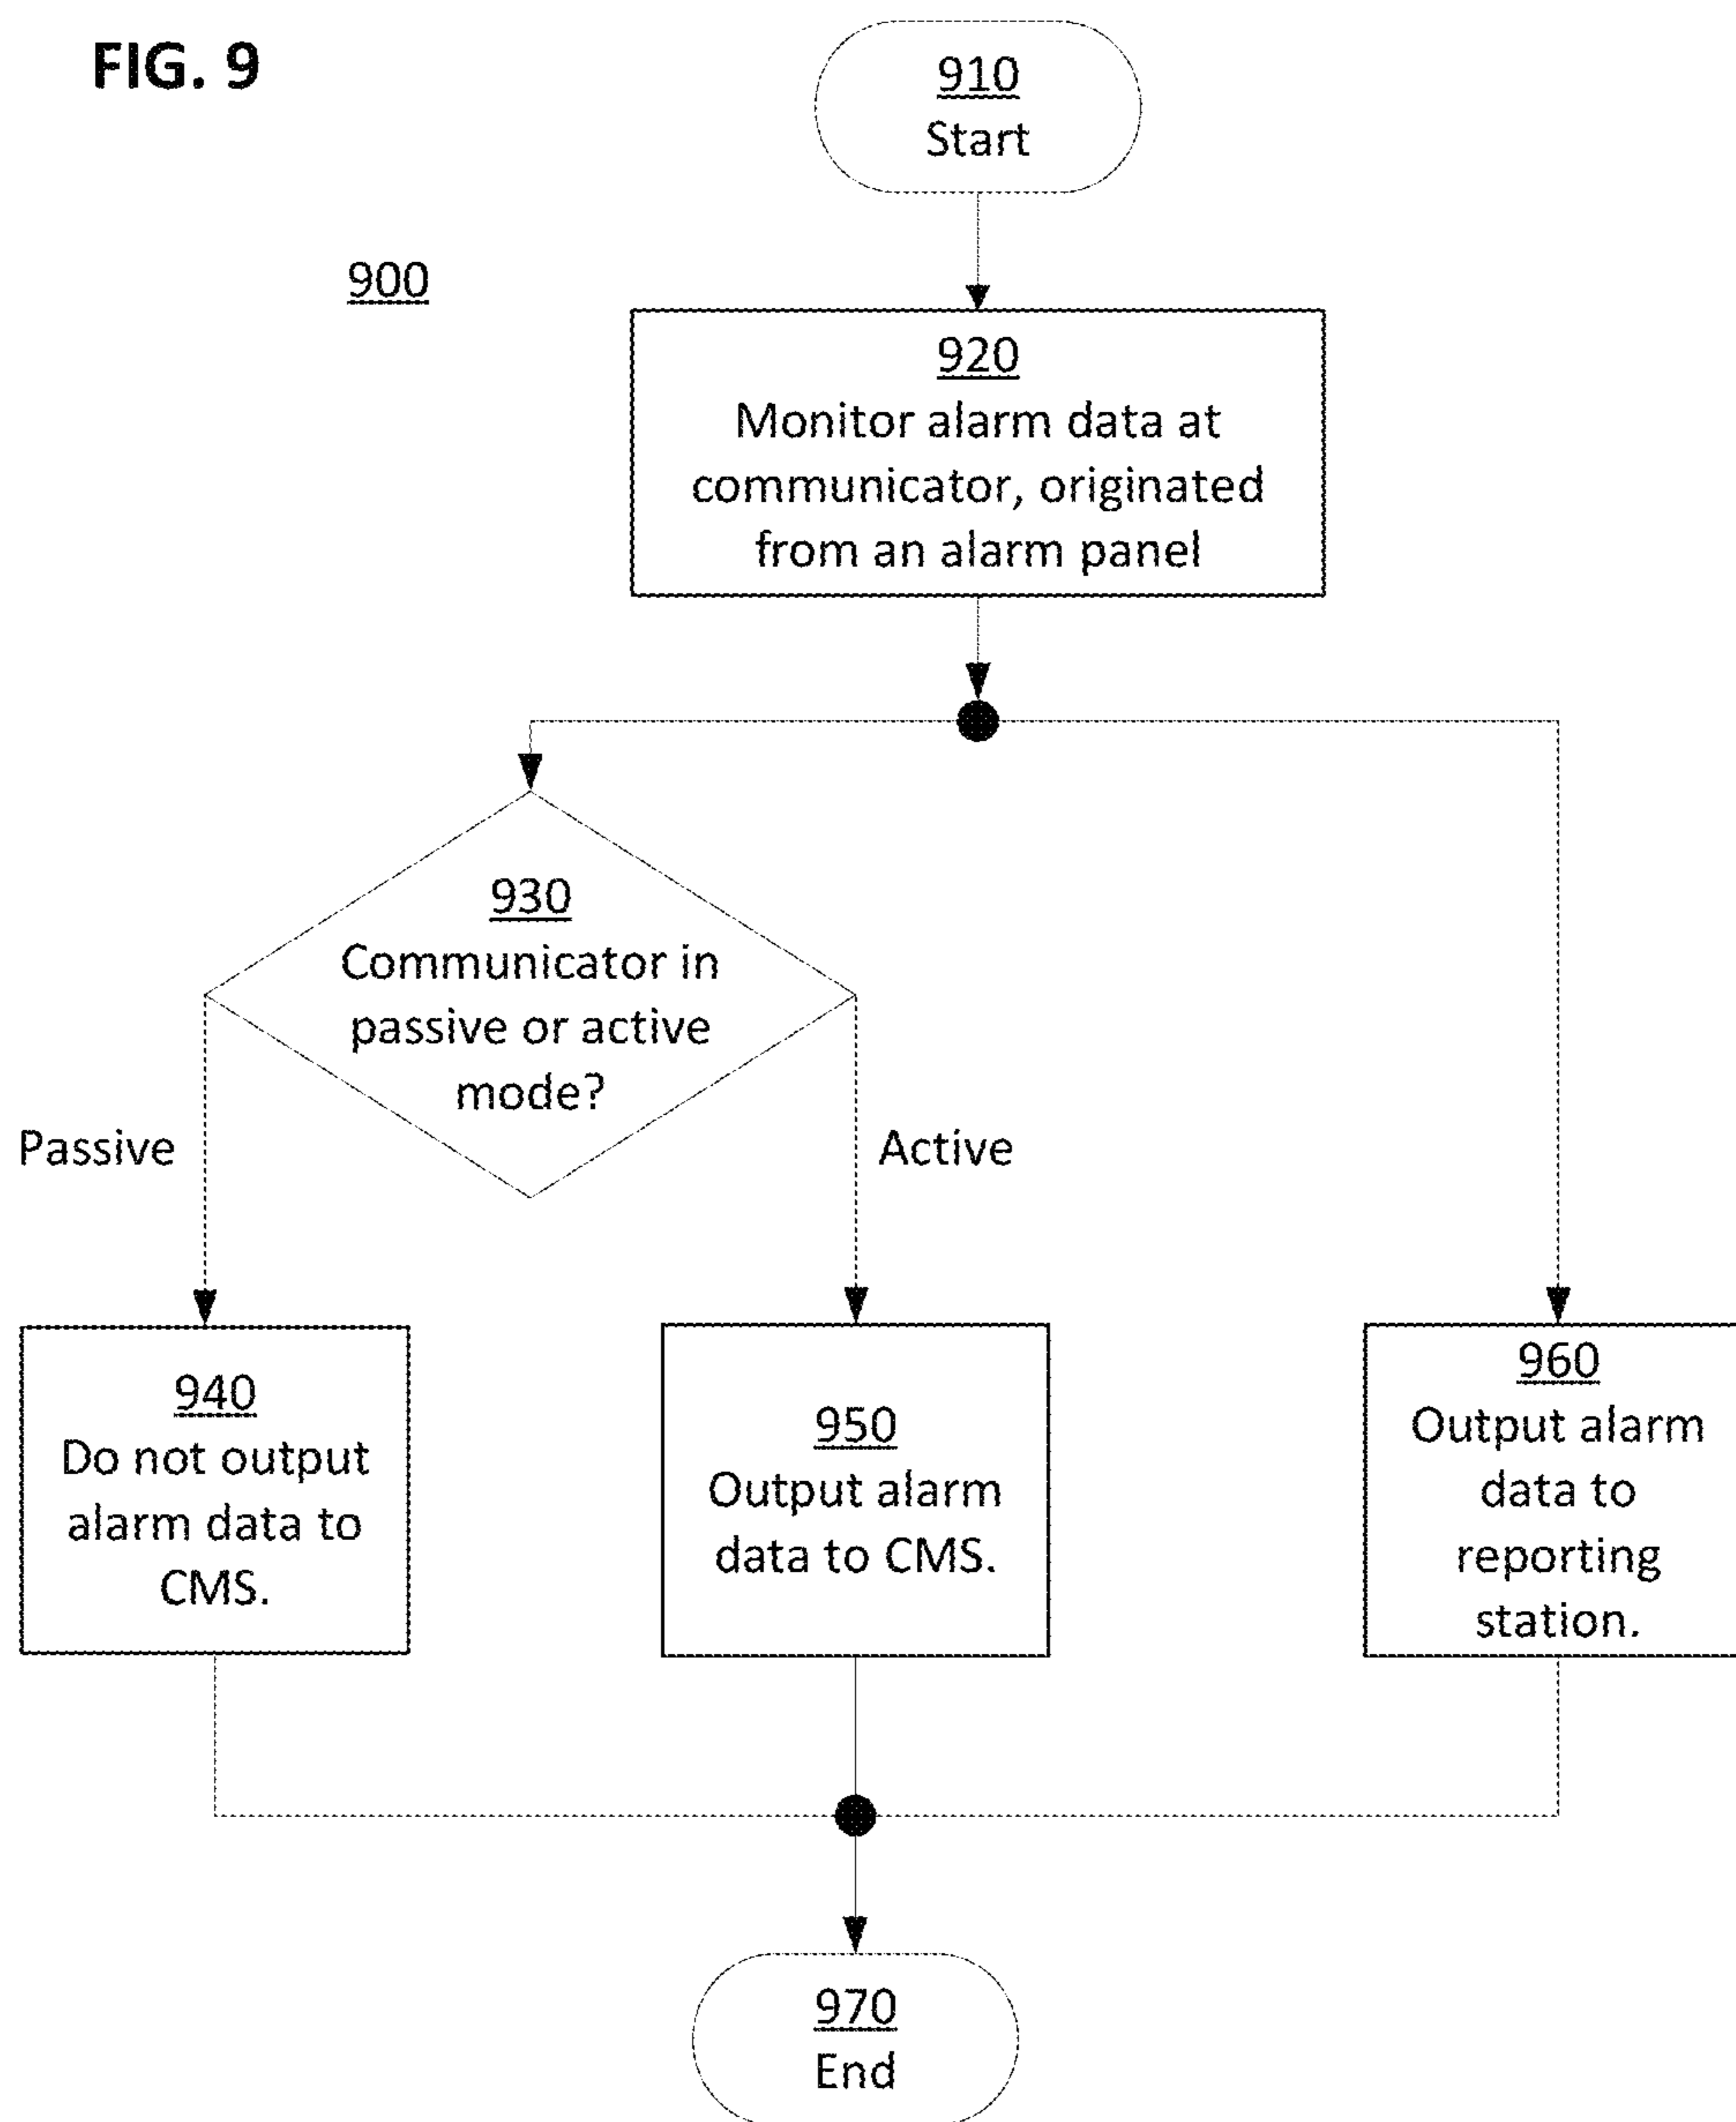 FIG. 9
910
Start
900
920
Monitor alarm data at
communicator, originated
from an alarm panel
930
Communicator in
passive or active
mode?
Passive
Active
940
Do not output
alarm data to
CMS.
950
Output alarm
data to CMS.
960
Output alarm
data to
reporting
station.
970
End